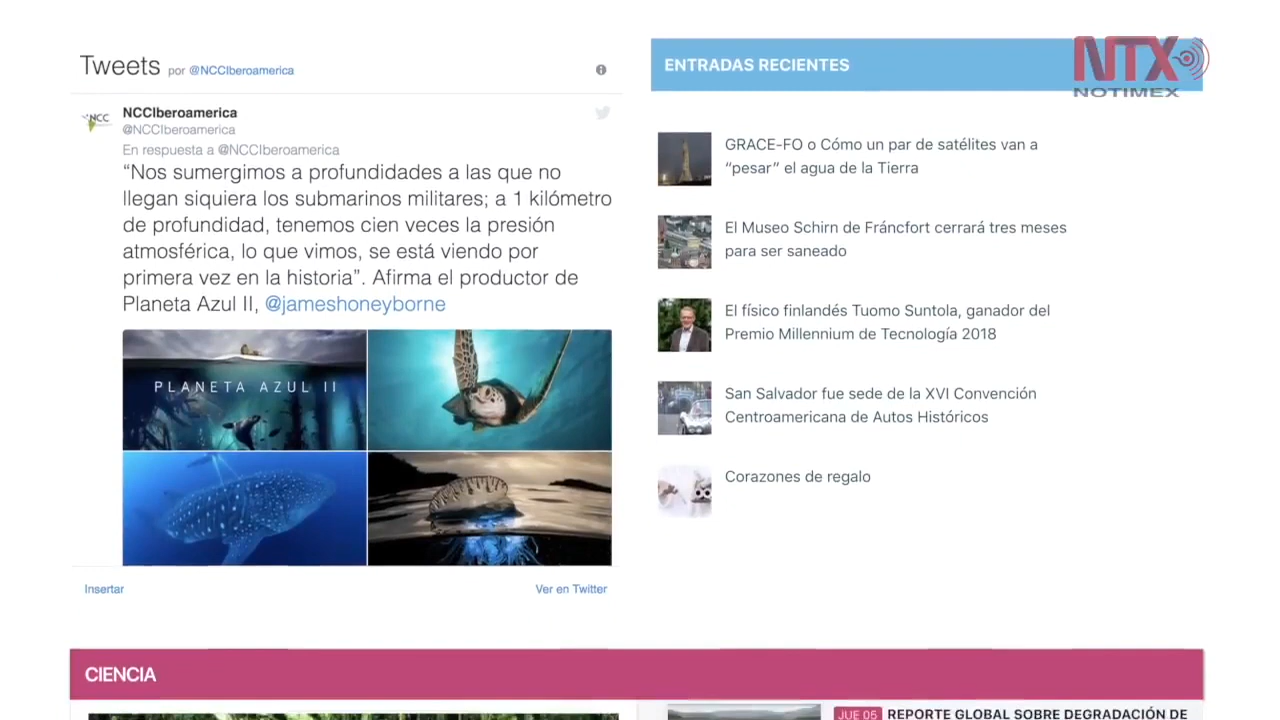 Tweets por @NCCIberoamerica
NCC
NCCIberoamerica
@NCCIberoamerica
En respuesta a @NCCIberoamerica
“Nos sumergimos a profundidades a las que no
llegan siquiera los submarinos militares; a 1 kilómetro
de profundidad, tenemos cien veces la presión
atmosférica, lo que vimos, se está viendo por
primera vez en la historia”. Afirma el productor de
Planeta Azul II, @jameshoneyborne
PLANETA AZUL II
Insertar
Ver en Twitter
ENTRADAS RECIENTES
NTX
NOTIMEX
GRACE-FO o Cómo un par de satélites van a
“pesar” el agua de la Tierra
El Museo Schirn de Fráncfort cerrará tres meses
para ser saneado
El físico finlandés Tuomo Suntola, ganador del
Premio Millennium de Tecnología 2018
San Salvador fue sede de la XVI Convención
Centroamericana de Autos Históricos
Corazones de regalo
CIENCIA
JUE 05 REPORTE GLOBAL SOBRE DEGRADACIÓN DE